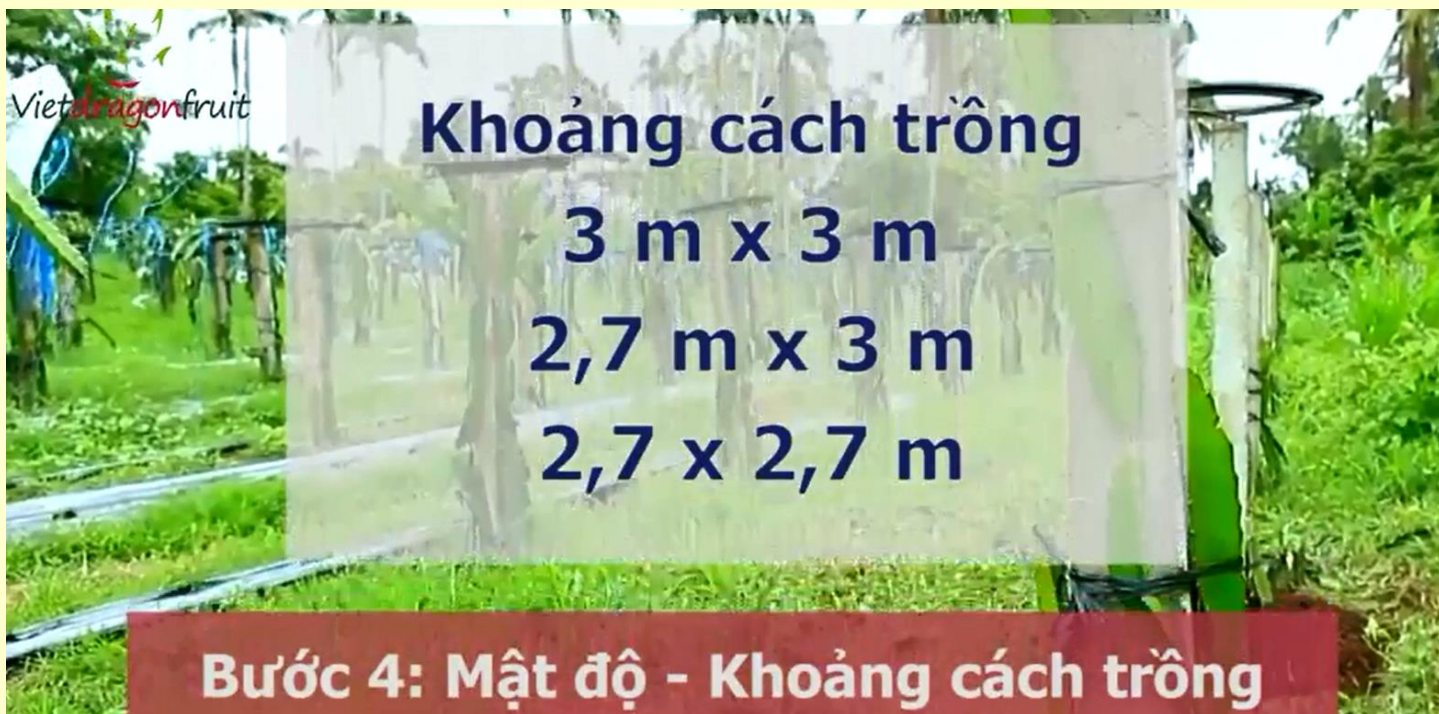 Vietdragonfruit
Khoảng cách trồng
3 m x 3 m
2,7 m x 3 m
2,7 x 2,7 m
Bước 4: Mật độ - Khoảng cách trồng